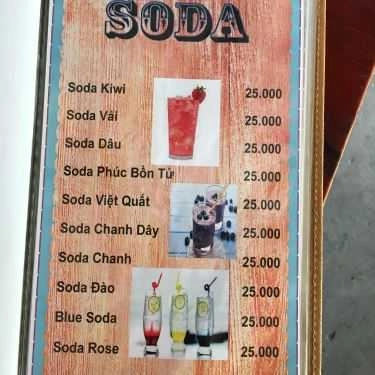 SODA
Soda Kiwi 25.000
Soda Vải 25.000
Soda Dâu 25.000
Soda Phúc Bồn Tử 25.000
Soda Việt Quất 25.000
Soda Chanh Dây 25.000
Soda Chanh 25.000
Soda Đào 25.000
Blue Soda 25.000
Soda Rose 25.000